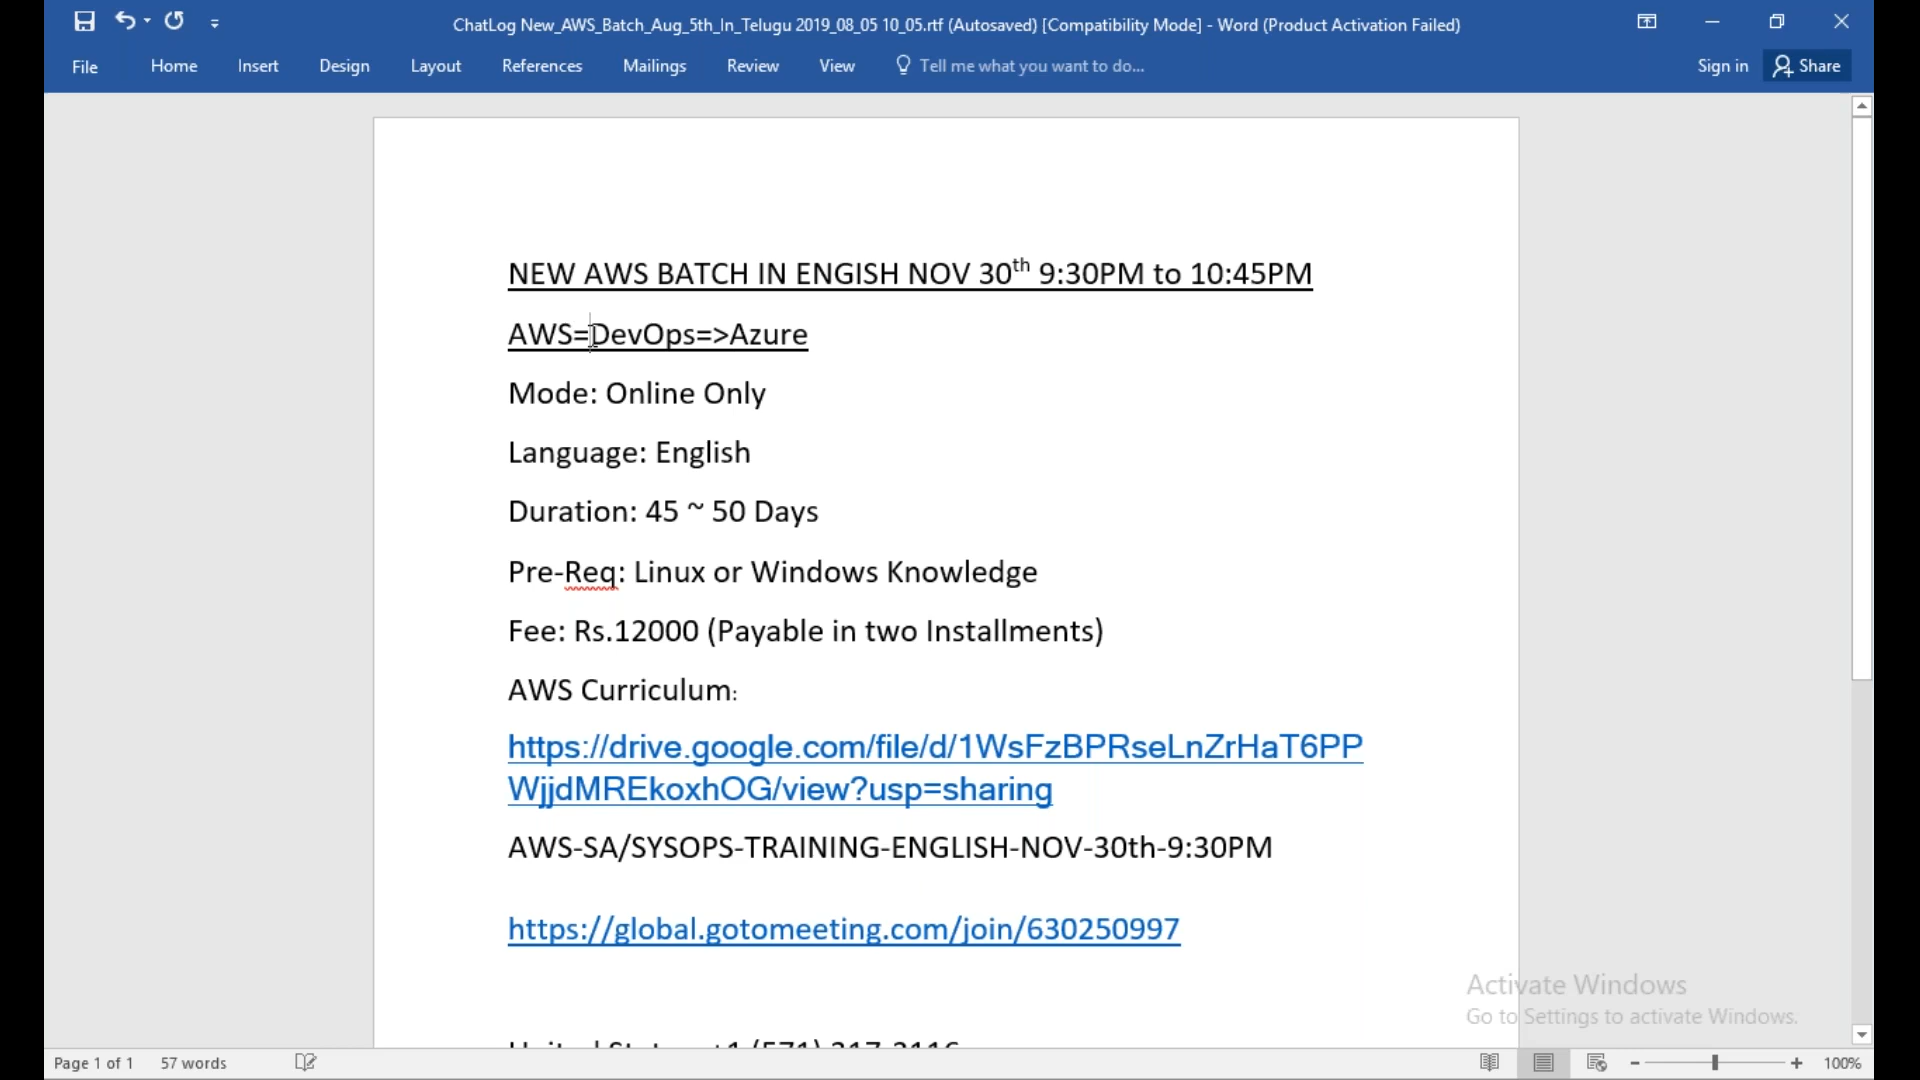 ChatLog New_AWS_Batch_Aug_5th_In_Telugu 2019_08_05 10_05.rtf (Autosaved) [Compatibility Mode] - Word (Product Activation Failed)
File Home Insert Design Layout References Mailings Review View Tell me what you want to do... Sign in Share
NEW AWS BATCH IN ENGISH NOV 30th 9:30PM to 10:45PM
AWS=DevOps=>Azure
Mode: Online Only
Language: English
Duration: 45 ~ 50 Days
Pre-Req: Linux or Windows Knowledge
Fee: Rs.12000 (Payable in two Installments)
AWS Curriculum:
https://drive.google.com/file/d/1WsFzBPRseLnZrHaT6PP
WjjdMREkoxhOG/view?usp=sharing
AWS-SA/SYSOPS-TRAINING-ENGLISH-NOV-30th-9:30PM
https://global.gotomeeting.com/join/630250997
Activate Windows
Go to Settings to activate Windows.
Page 1 of 1 57 words 100%